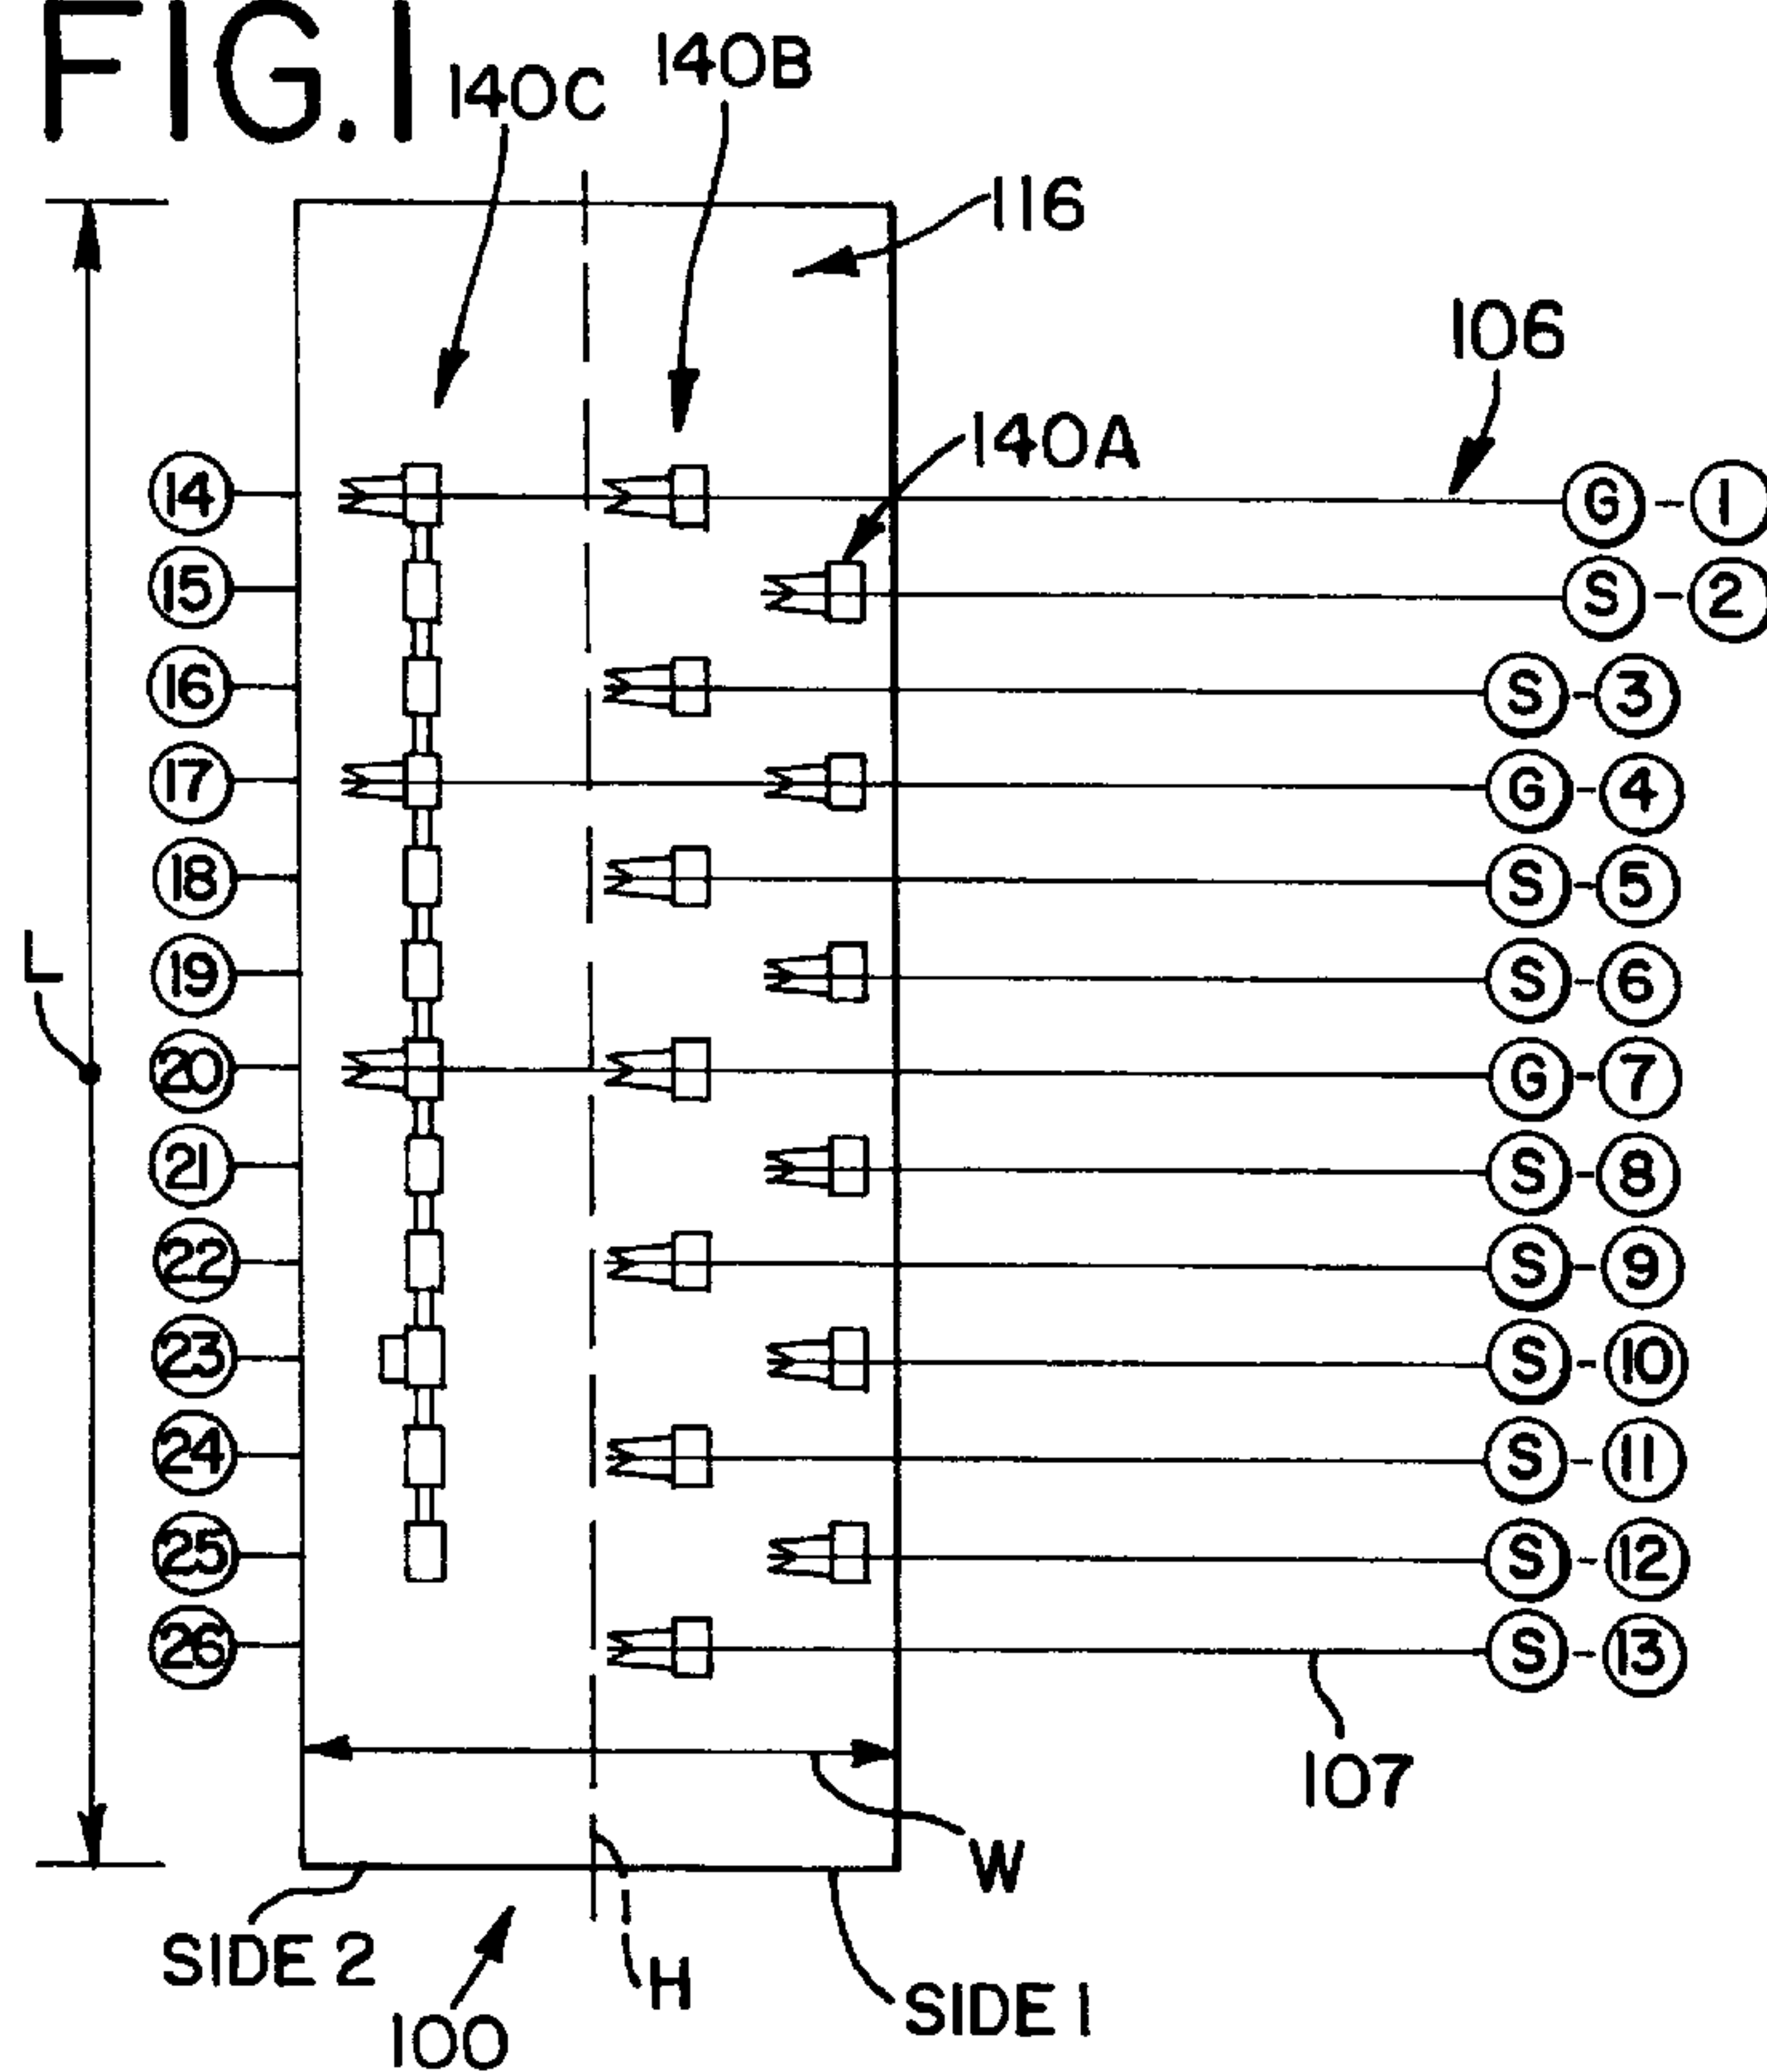 FIG. 1
140C
140B
116
106
140A
14
G - 1
15
S - 2
16
S - 3
17
G - 4
18
S - 5
L
19
S - 6
20
G - 7
21
S - 8
22
S - 9
23
S - 10
24
S - 11
25
S - 12
26
S - 13
107
W
SIDE 2
H
SIDE 1
100